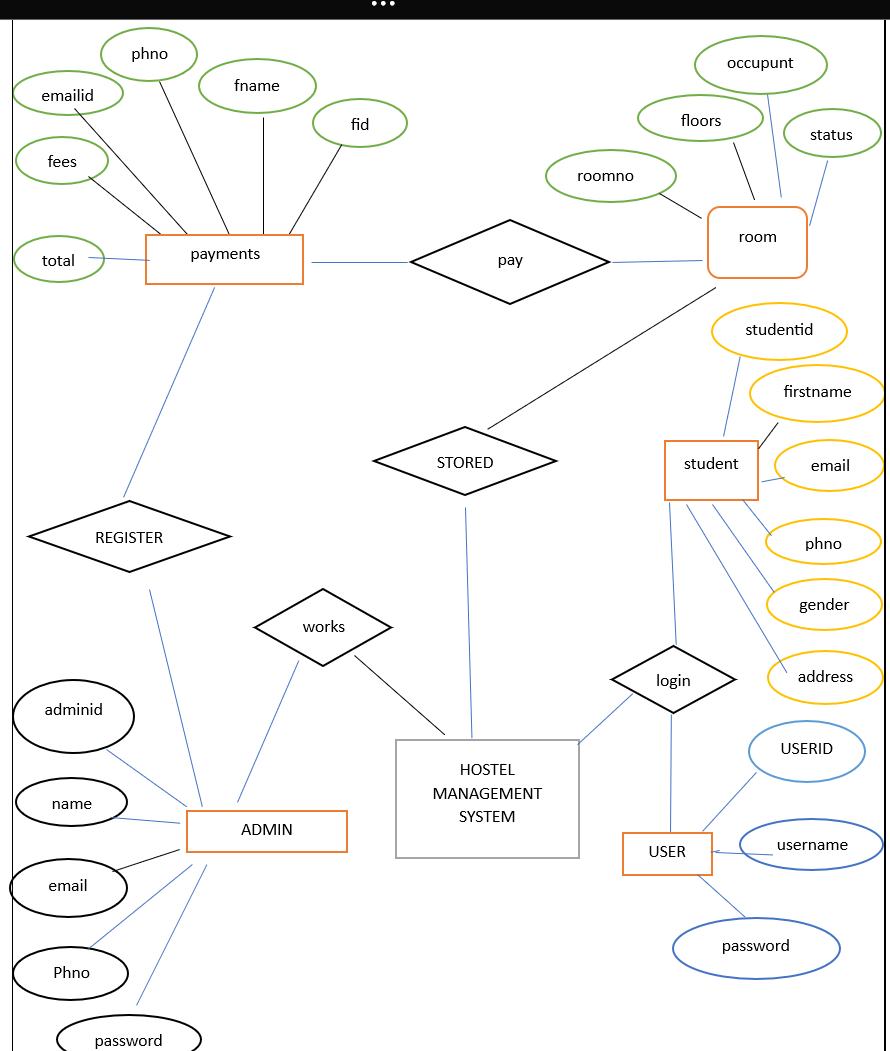 phno
occupunt
fname
emailid
floors
fid
status
fees
roomno
room
payments
total
pay
studentid
firstname
STORED
student
email
REGISTER
phno
gender
works
login
address
adminid
USERID
HOSTEL
MANAGEMENT
SYSTEM
name
ADMIN
username
USER
email
password
Phno
password